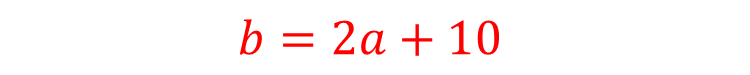 b = 2a + 10